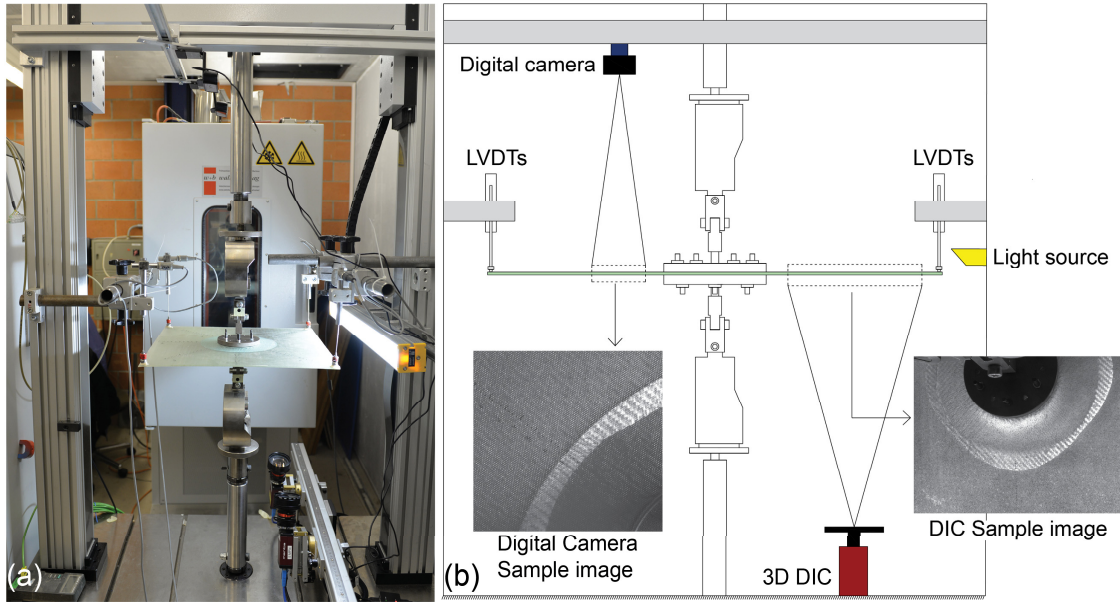 (a)
Digital camera
LVDTs
LVDTs
Light source
Digital Camera
Sample image
DIC Sample image
3D DIC
(b)